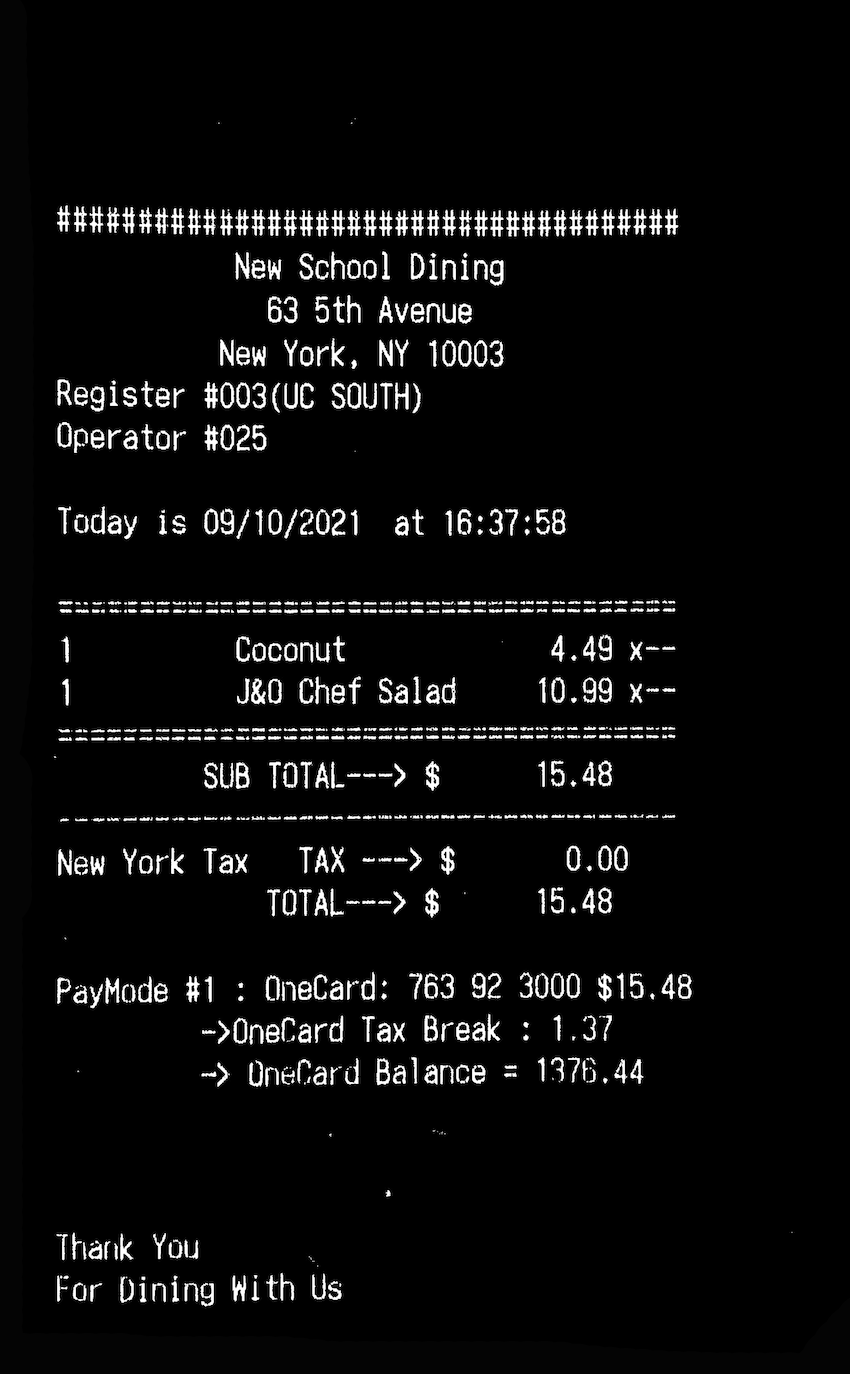 ######################################
New School Dining
63 5th Avenue
New York, NY 10003
Register #003(UC SOUTH)
Operator #025
Today is 09/10/2021 at 16:37:58
======================================
1 Coconut 4.49 x--
1 J&O Chef Salad 10.99 x--
======================================
SUB TOTAL---> $ 15.48
--------------------------------------
New York Tax TAX ---> $ 0.00
TOTAL---> $ 15.48
PayMode #1 : OneCard: 763 92 3000 $15.48
->OneCard Tax Break : 1.37
-> OneCard Balance = 1376.44
Thank You
For Dining With Us